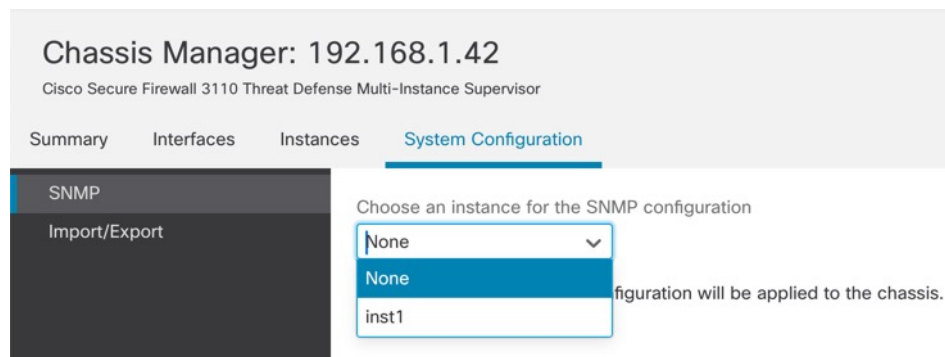 Chassis Manager: 192.168.1.42
Cisco Secure Firewall 3110 Threat Defense Multi-Instance Supervisor
Summary Interfaces Instances System Configuration
SNMP
Import/Export
Choose an instance for the SNMP configuration
None
None
figuration will be applied to the chassis.
inst1